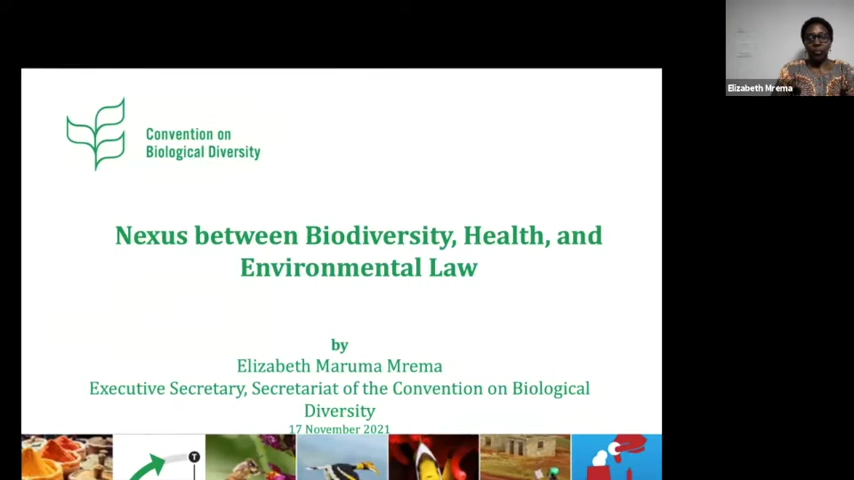 Elizabeth Mrema
Convention on
Biological Diversity
Nexus between Biodiversity, Health, and
Environmental Law
by
Elizabeth Maruma Mrema
Executive Secretary, Secretariat of the Convention on Biological
Diversity
17 November 2021
T